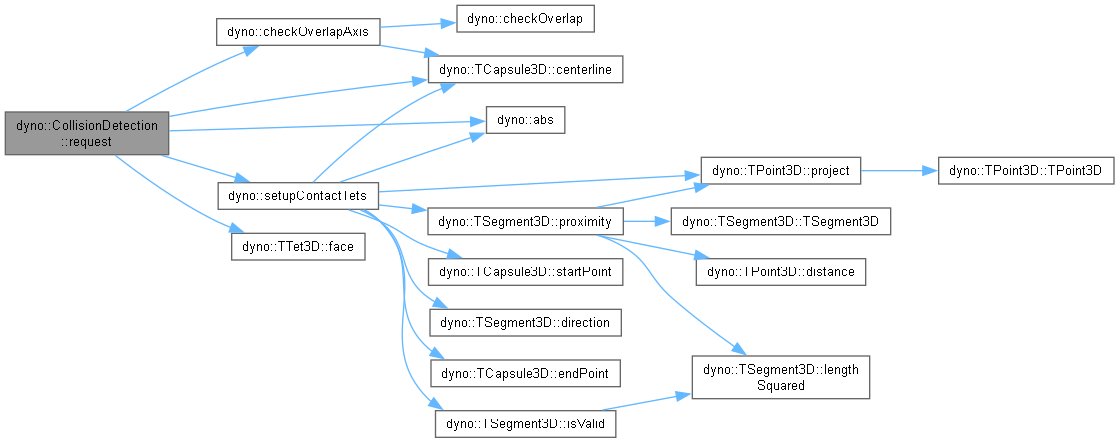 dyno::checkOverlap
dyno::checkOverlapAxis
dyno::TCapsule3D::centerline
dyno::CollisionDetection
::request
dyno::abs
dyno::TPoint3D::project
dyno::TPoint3D::TPoint3D
dyno::setupContactTets
dyno::TSegment3D::proximity
dyno::TSegment3D::TSegment3D
dyno::TTet3D::face
dyno::TCapsule3D::startPoint
dyno::TPoint3D::distance
dyno::TSegment3D::direction
dyno::TCapsule3D::endPoint
dyno::TSegment3D::length
Squared
dyno::TSegment3D::isValid